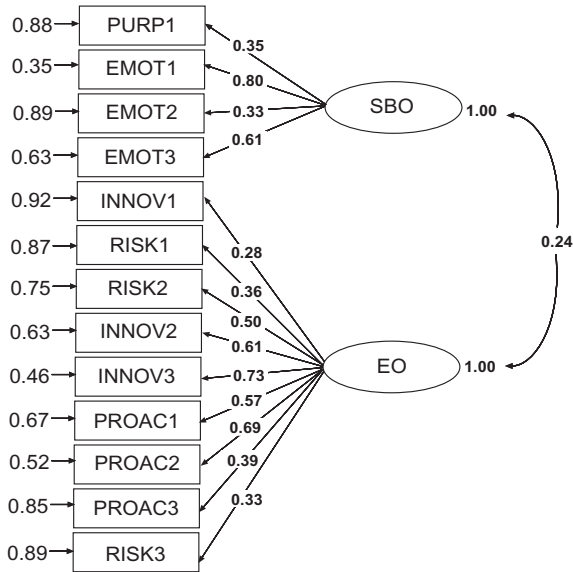 0.88 PURP1 0.35
0.35 EMOT1 0.80 SBO 1.00
0.89 EMOT2 0.33
0.63 EMOT3 0.61
0.92 INNOV1
0.87 RISK1 0.28 0.24
0.75 RISK2 0.36
0.50
0.63 INNOV2 0.61
0.46 INNOV3 0.73 EO 1.00
0.67 PROAC1 0.57
0.52 PROAC2 0.69
0.39
0.85 PROAC3 0.33
0.89 RISK3